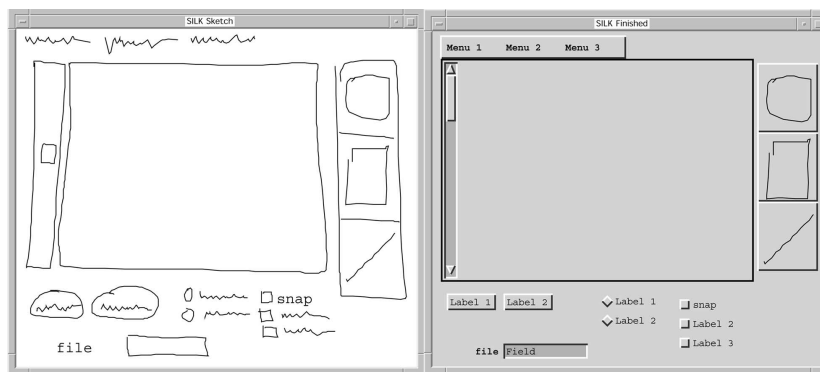 SILK Sketch
snap
file
SILK Finished
Menu 1 Menu 2 Menu 3
Label 1 Label 2
Label 1
Label 2
snap
Label 2
Label 3
file Field